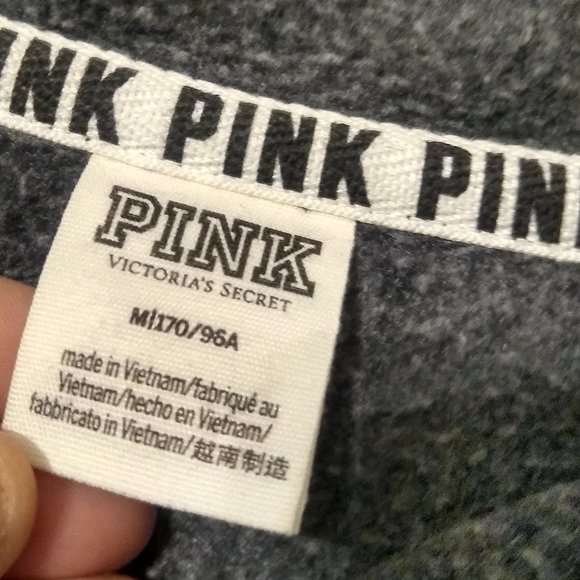 INK PINK PIN
PINK
VICTORIA'S SECRET
M|170/96A
made in Vietnam/fabriqué au
Vietnam/hecho en Vietnam/
fabbricato in Vietnam/越南制造